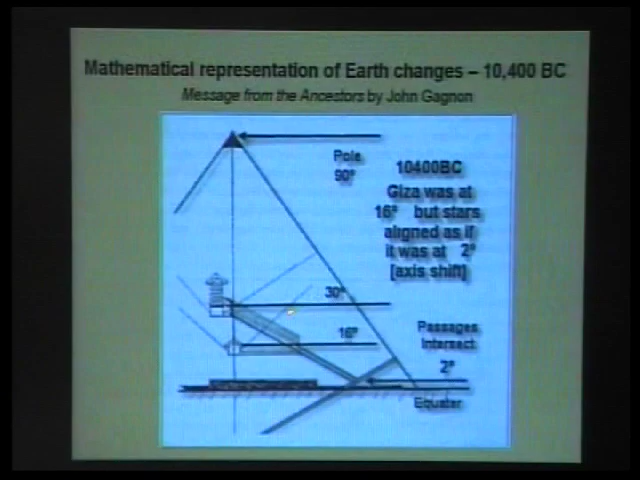 Mathematical representation of Earth changes – 10,400 BC
Message from the Ancestors by John Gagnon
Pole
90°
10400BC
Giza was at
16° but stars
aligned as if
it was at 2°
[axis shift]
30°
16°
Passages
Intersect
2°
Equater